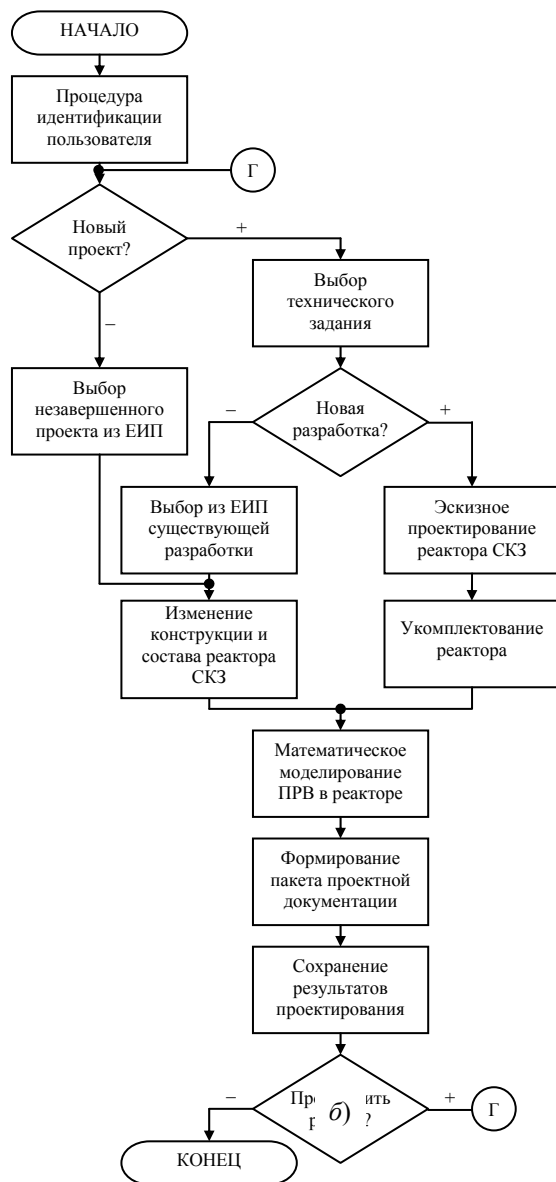 НАЧАЛО
Процедура
идентификации
пользователя
Г
Новый
проект?
+
–
Выбор
технического
задания
Выбор
незавершенного
проекта из ЕИП
–
Новая
разработка?
+
Выбор из ЕИП
существующей
разработки
Эскизное
проектирование
реактора СКЗ
Изменение
конструкции и
состава реактора
СКЗ
Укомплектование
реактора
Математическое
моделирование
ПРВ в реакторе
Формирование
пакета проектной
документации
Сохранение
результатов
проектирования
–
+
Г
б)
?
КОНЕЦ